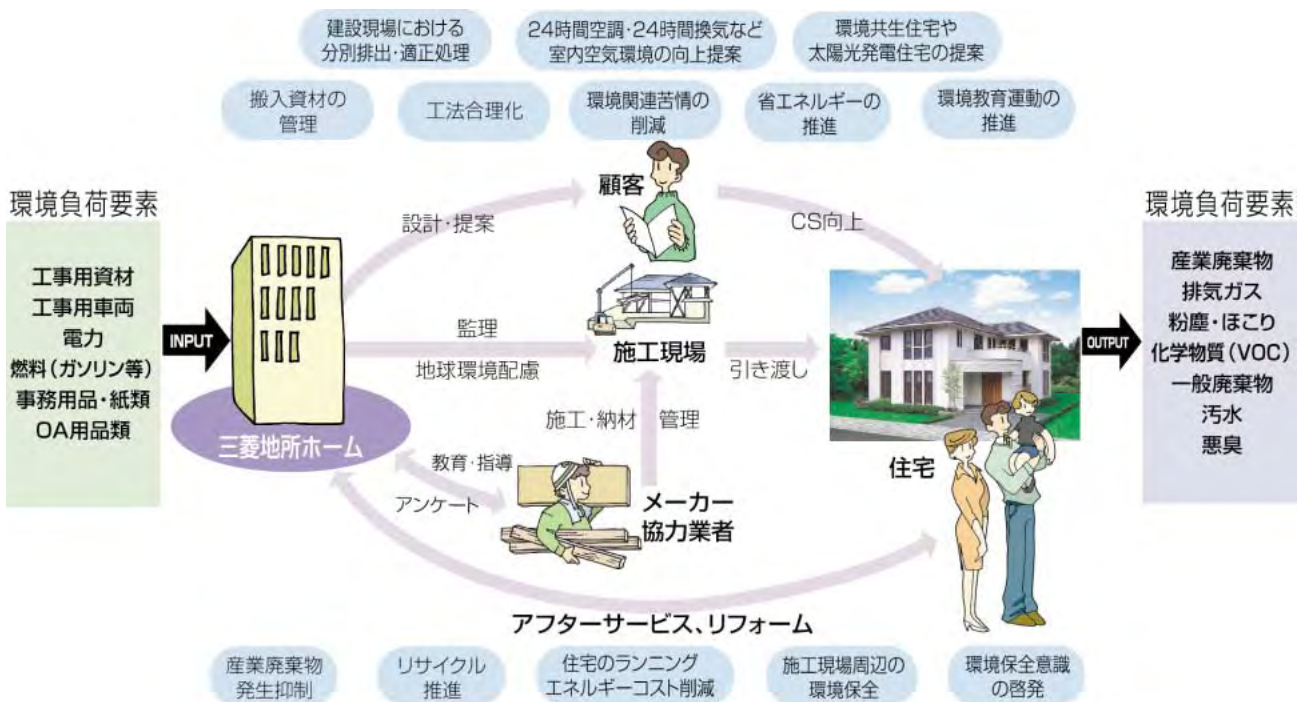 建設現場における
分別排出・適正処理
24時間空調・24時間換気など
室内空気環境の向上提案
環境共生住宅や
太陽光発電住宅の提案
搬入資材の
管理
工法合理化
環境関連苦情の
削減
省エネルギーの
推進
環境教育運動の
推進
環境負荷要素
工事用資材
工事用車両
電力
燃料(ガソリン等)
事務用品・紙類
OA用品類
INPUT
三菱地所ホーム
設計・提案
顧客
CS向上
監理
地球環境配慮
施工現場
引き渡し
施工・納材
管理
教育・指導
アンケート
メーカー
協力業者
住宅
アフターサービス、リフォーム
OUTPUT
環境負荷要素
産業廃棄物
排気ガス
粉塵・ほこり
化学物質(VOC)
一般廃棄物
汚水
悪臭
産業廃棄物
発生抑制
リサイクル
推進
住宅のランニング
エネルギーコスト削減
施工現場周辺の
環境保全
環境保全意識
の啓発